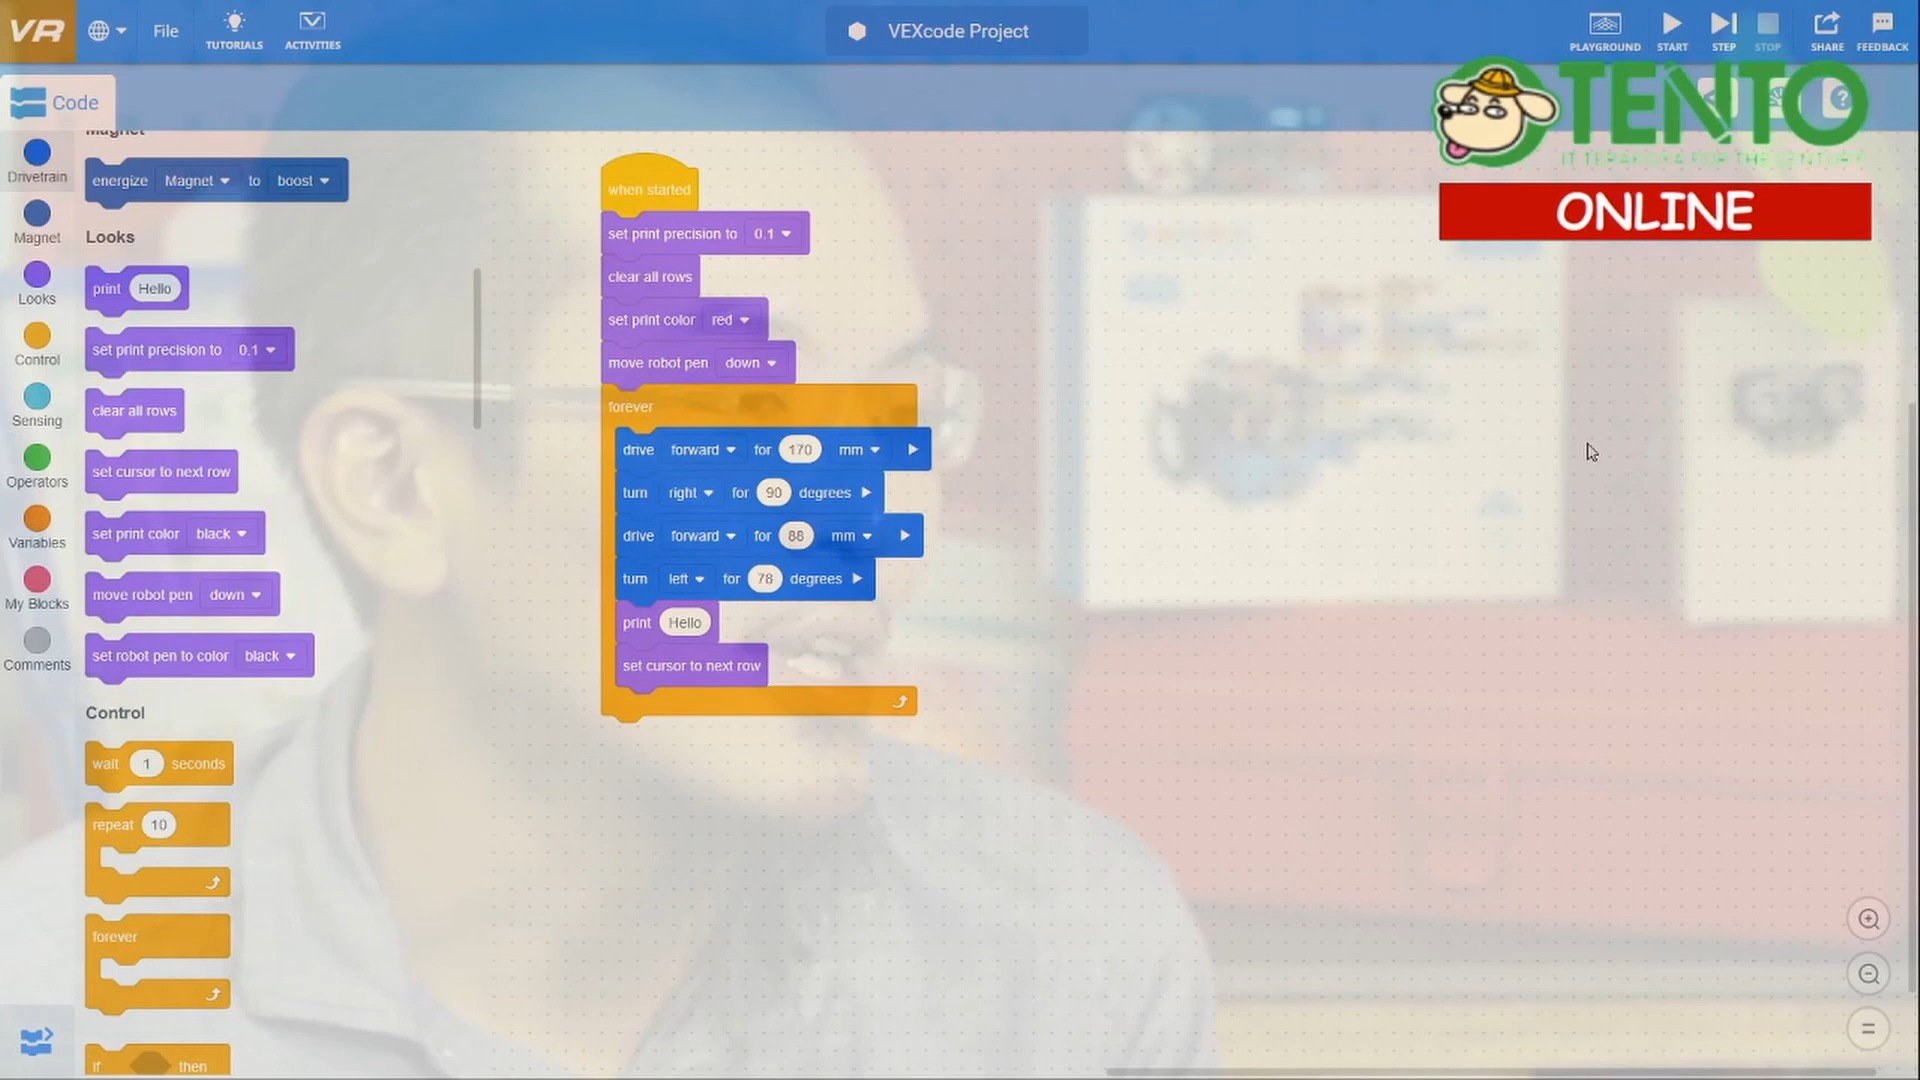 VR
File
TUTORIALS
ACTIVITIES
VEXcode Project
PLAYGROUND
START
STEP
STOP
SHARE
FEEDBACK
TENTO
IT TERAKOYA FOR THE CENTURY
ONLINE
Code
Drivetrain
Magnet
Looks
Control
Sensing
Operators
Variables
My Blocks
Comments
Magnet
energize Magnet to boost
Looks
print Hello
set print precision to 0.1
clear all rows
set cursor to next row
set print color black
move robot pen down
set robot pen to color black
Control
wait 1 seconds
repeat 10
forever
if then
when started
set print precision to 0.1
clear all rows
set print color red
move robot pen down
forever
drive forward for 170 mm
turn right for 90 degrees
drive forward for 88 mm
turn left for 78 degrees
print Hello
set cursor to next row